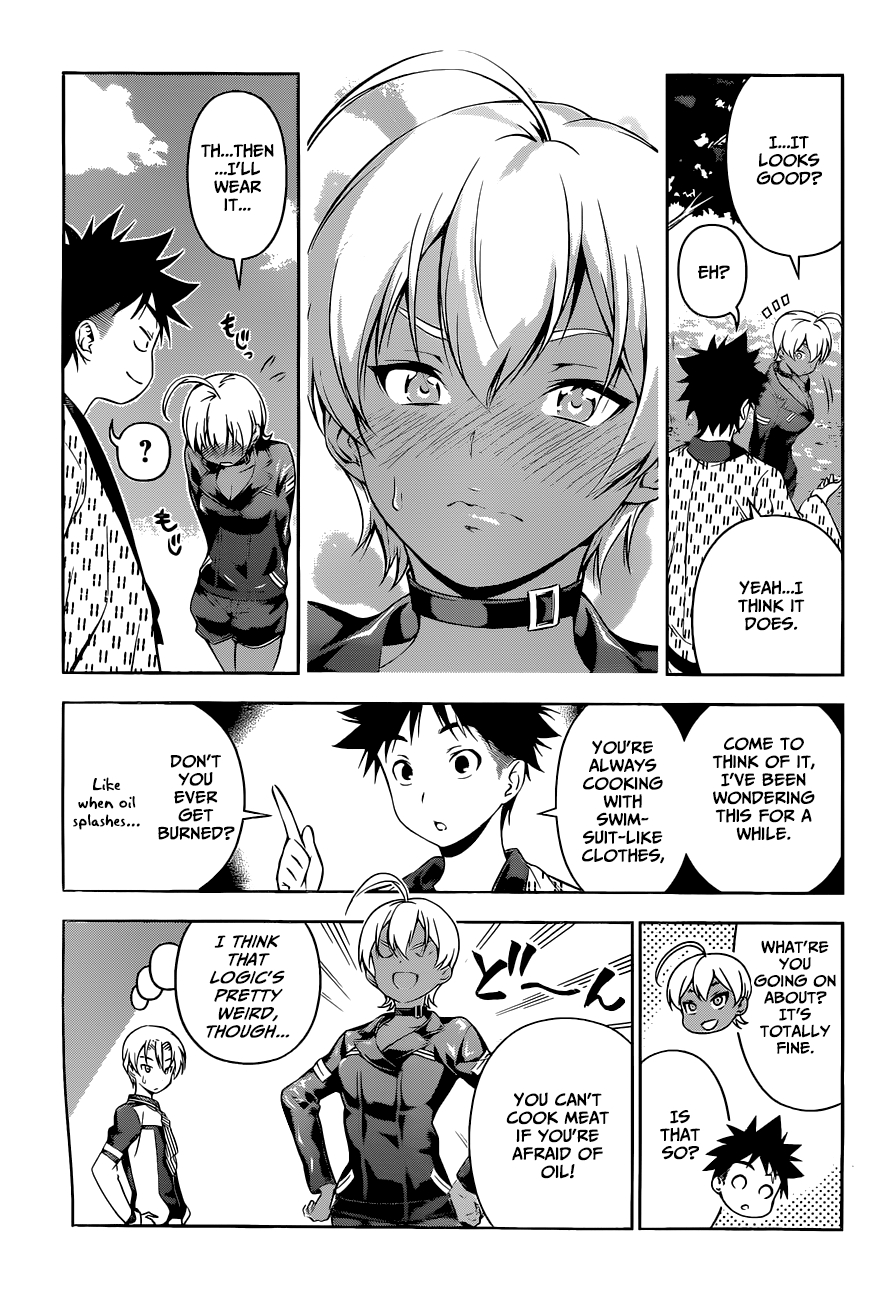 I...IT
LOOKS
GOOD?
EH?
YEAH...I
THINK IT
DOES.
TH...THEN
...I'LL
WEAR
IT...
もじっ
?
もじ
COME TO
THINK OF IT,
I'VE BEEN
WONDERING
THIS FOR A
WHILE.
YOU'RE
ALWAYS
COOKING
WITH
SWIM-
SUIT-LIKE
CLOTHES,
DON'T
YOU
EVER
GET
BURNED?
Like
when oil
splashes...
WHAT'RE
YOU
GOING ON
ABOUT?
IT'S
TOTALLY
FINE.
IS
THAT
SO?
YOU CAN'T
COOK MEAT
IF YOU'RE
AFRAID OF
OIL!
ど〜ん
I THINK
THAT
LOGIC'S
PRETTY
WEIRD,
THOUGH...